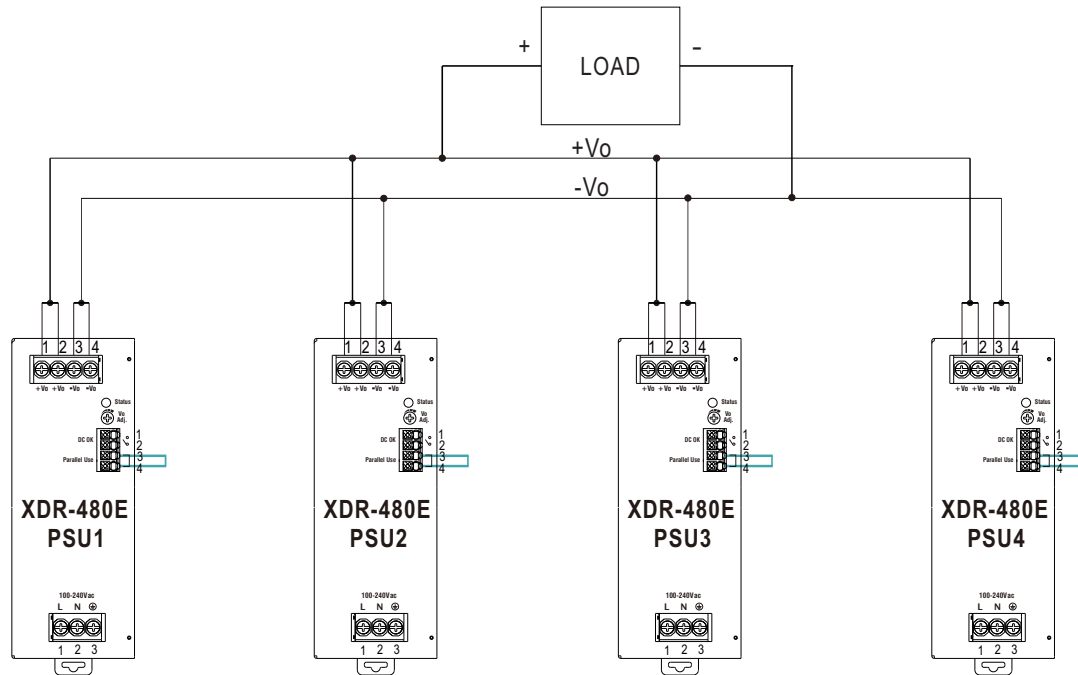 + LOAD -
+Vo
-Vo
1 2 3 4
+Vo +Vo -Vo -Vo
Status
Vo
Adj.
DC OK
1
2
Parallel Use
3
4
XDR-480E
PSU1
100-240Vac
L N
1 2 3
1 2 3 4
+Vo +Vo -Vo -Vo
Status
Vo
Adj.
DC OK
1
2
Parallel Use
3
4
XDR-480E
PSU2
100-240Vac
L N
1 2 3
1 2 3 4
+Vo +Vo -Vo -Vo
Status
Vo
Adj.
DC OK
1
2
Parallel Use
3
4
XDR-480E
PSU3
100-240Vac
L N
1 2 3
1 2 3 4
+Vo +Vo -Vo -Vo
Status
Vo
Adj.
DC OK
1
2
Parallel Use
3
4
XDR-480E
PSU4
100-240Vac
L N
1 2 3